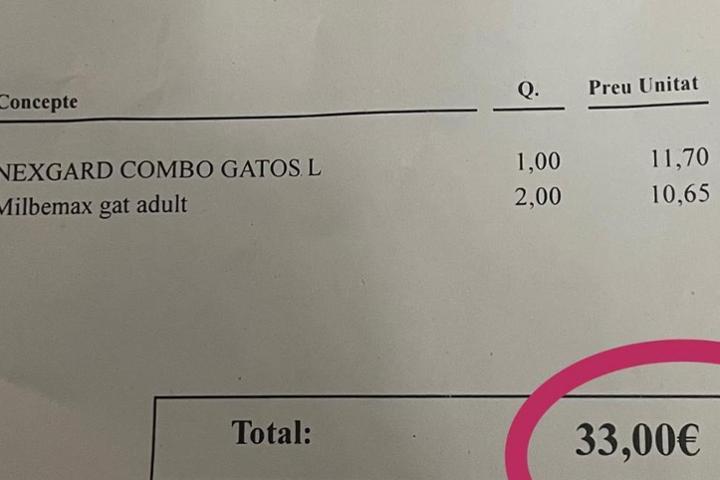 Concepte Q. Preu Unitat
NEXGARD COMBO GATOS L 1,00 11,70
Milbemax gat adult 2,00 10,65
Total: 33,00€